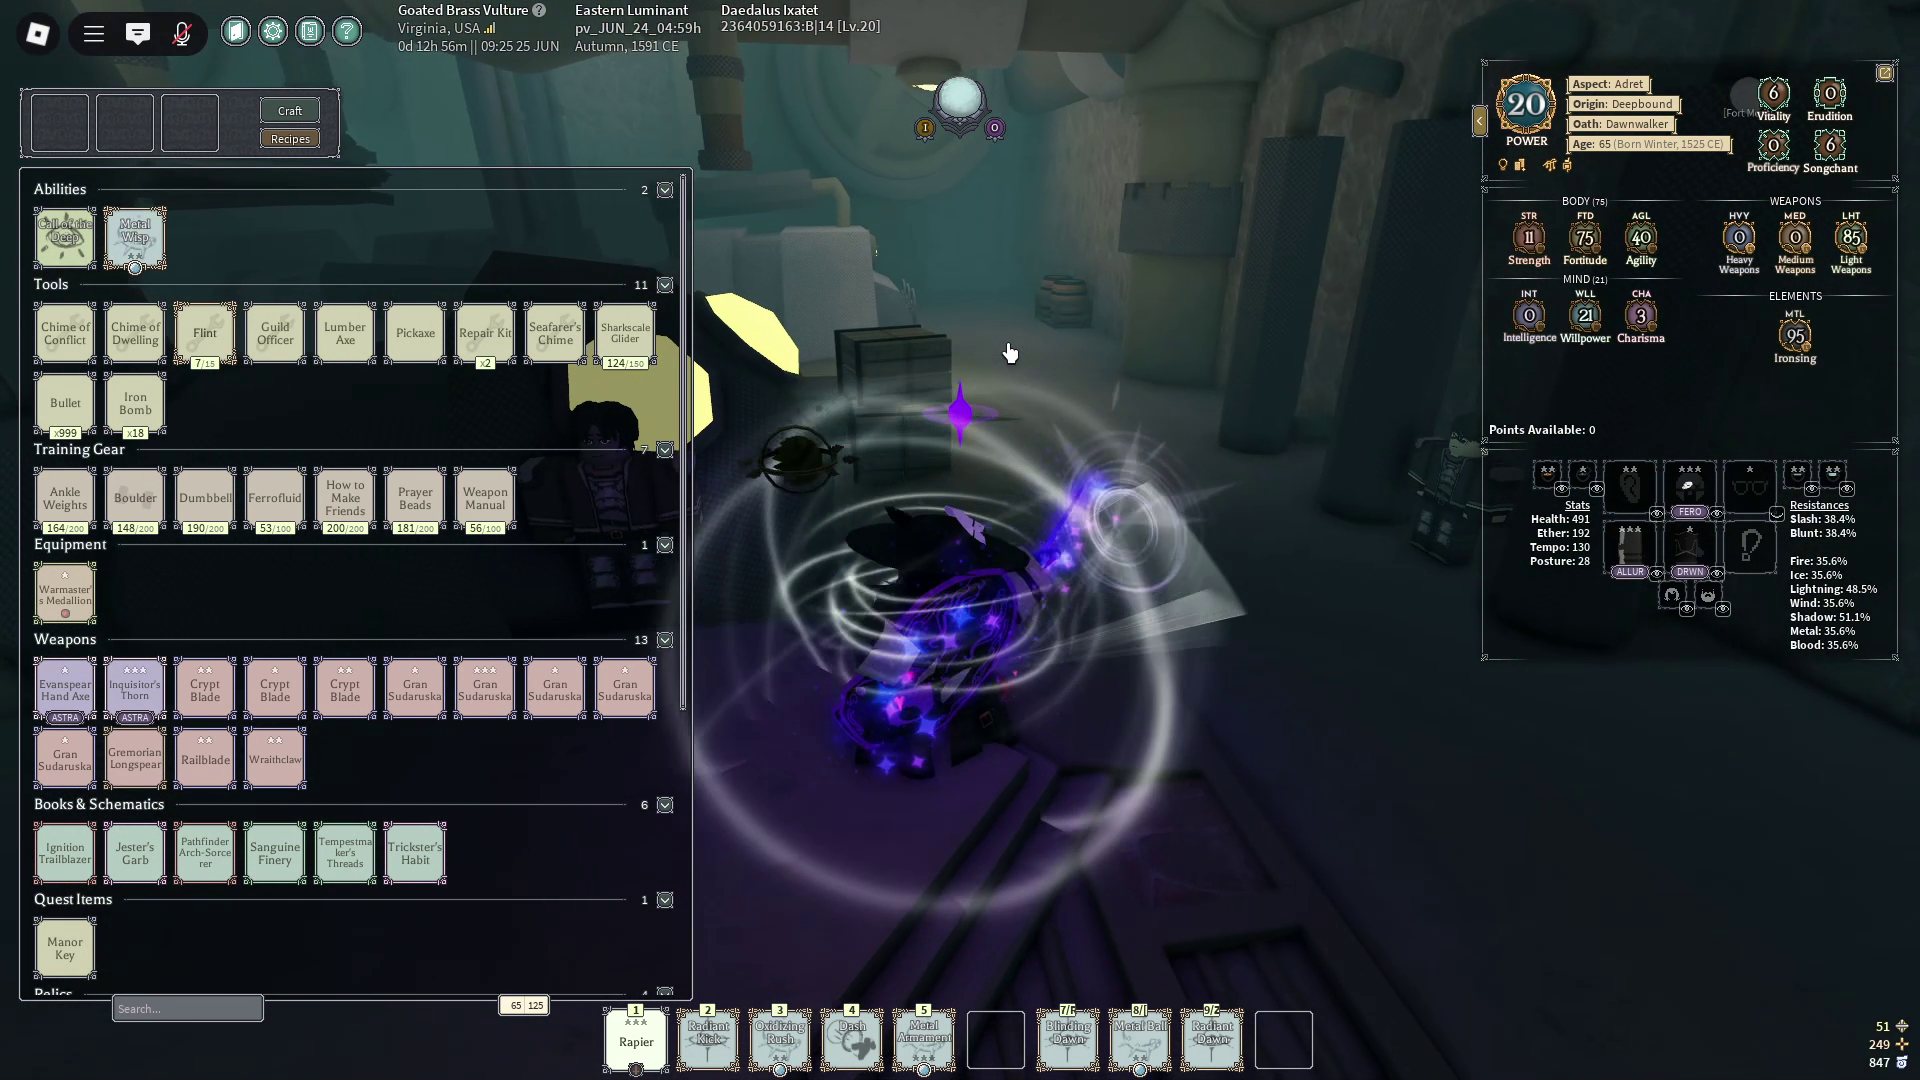 Goated Brass Vulture
Virginia, USA
0d 12h 56m || 09:25 25 JUN
Eastern Luminant
pv_JUN_24_04:59h
Autumn, 1591 CE
Daedalus Ixatet
2364059163:B|14 [Lv.20]
Craft
Recipes
Abilities 2
Call of the Deep
Metal Wisp
Tools 11
Chime of Conflict
Chime of Dwelling
Flint
7/15
Guild Officer
Lumber Axe
Pickaxe
Repair Kit
x2
Seafarer's Chime
Sharkscale Glider
124/150
Bullet
x999
Iron Bomb
x18
Training Gear 7
Ankle Weights
164/200
Boulder
148/200
Dumbbell
190/200
Ferrofluid
53/100
How to Make Friends
200/200
Prayer Beads
181/200
Weapon Manual
56/100
Equipment 1
Warmaster's Medallion
Weapons 13
Evanspear Hand Axe
ASTRA
Inquisitor's Thorn
ASTRA
Crypt Blade
Crypt Blade
Crypt Blade
Gran Sudaruska
Gran Sudaruska
Gran Sudaruska
Gran Sudaruska
Gran Sudaruska
Gremorian Longspear
Railblade
Wraithclaw
Books & Schematics 6
Ignition Trailblazer
Jester's Garb
Pathfinder Arch-Sorcerer
Sanguine Finery
Tempestmaker's Threads
Trickster's Habit
Quest Items 1
Manor Key
Relics
Search...
65 125
I
0
1
Rapier
2
Radiant Kick
3
Oxidizing Rush
4
Dash
5
Metal Armament
Blinding Dawn
Metal Ball
9/Z
Radiant Dawn
20
POWER
Aspect: Adret
Origin: Deepbound
Oath: Dawnwalker
Age: 65 (Born Winter, 1525 CE)
6
Vitality
0
Erudition
0
Proficiency
6
Songchant
BODY (75)
STR
11
Strength
FTD
75
Fortitude
AGL
40
Agility
WEAPONS
HVY
0
Heavy Weapons
MED
0
Medium Weapons
LHT
85
Light Weapons
MIND (21)
INT
0
Intelligence
WLL
21
Willpower
CHA
3
Charisma
ELEMENTS
MTL
95
Ironsing
Points Available: 0
FERO
ALLUR
DRWN
Stats
Health: 491
Ether: 192
Tempo: 130
Posture: 28
Resistances
Slash: 38.4%
Blunt: 38.4%
Fire: 35.6%
Ice: 35.6%
Lightning: 48.5%
Wind: 35.6%
Shadow: 51.1%
Metal: 35.6%
Blood: 35.6%
51
249
847